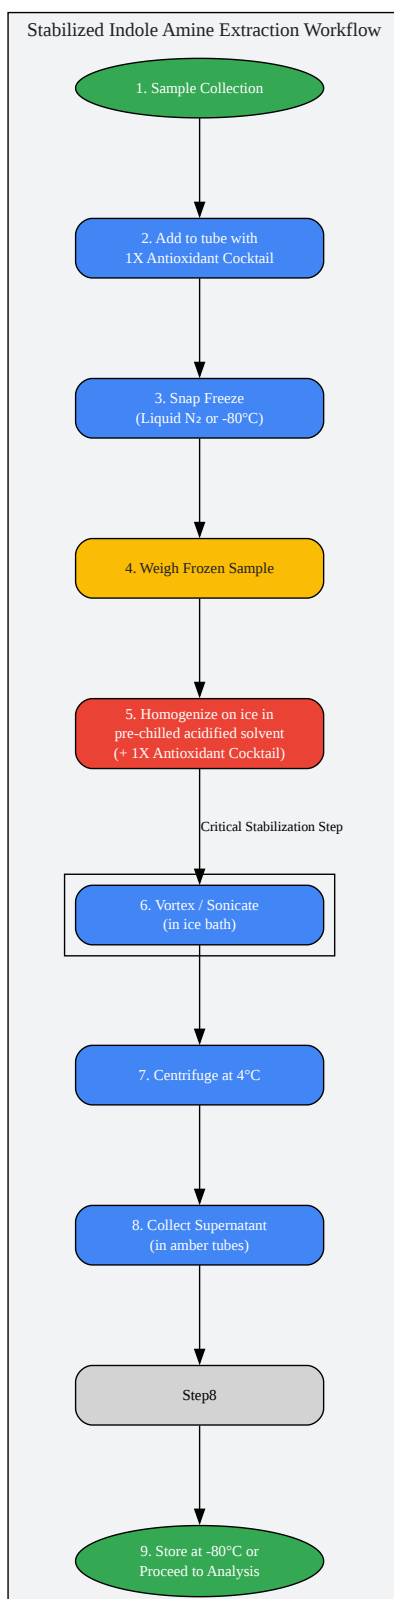 Stabilized Indole Amine Extraction Workflow
1. Sample Collection
2. Add to tube with
1X Antioxidant Cocktail
3. Snap Freeze
(Liquid N₂ or -80°C)
4. Weigh Frozen Sample
5. Homogenize on ice in
pre-chilled acidified solvent
(+ 1X Antioxidant Cocktail)
Critical Stabilization Step
6. Vortex / Sonicate
(in ice bath)
7. Centrifuge at 4°C
8. Collect Supernatant
(in amber tubes)
Step8
9. Store at -80°C or
Proceed to Analysis